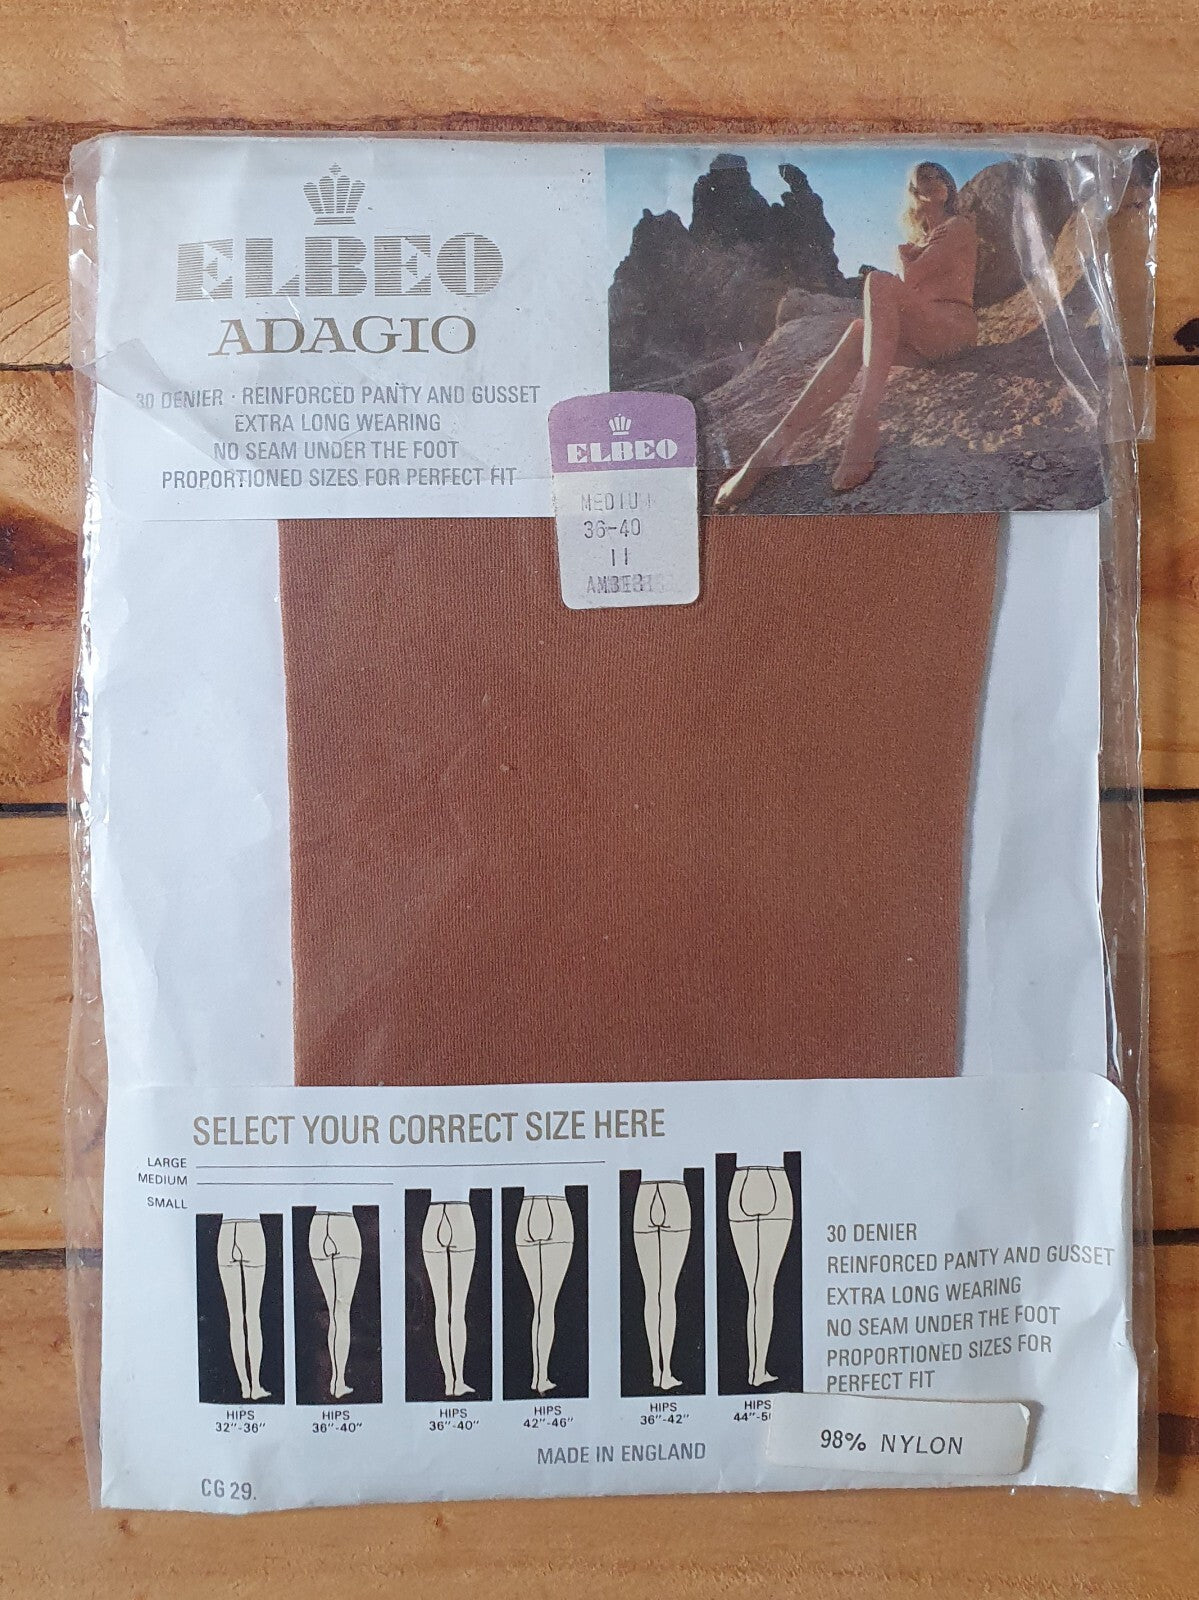 ELBEO
ADAGIO
30 DENIER · REINFORCED PANTY AND GUSSET
EXTRA LONG WEARING
NO SEAM UNDER THE FOOT
PROPORTIONED SIZES FOR PERFECT FIT
ELBEO
MEDIUM
36-40
11
AMBER
SELECT YOUR CORRECT SIZE HERE
LARGE
MEDIUM
SMALL
HIPS
32"-36"
HIPS
36"-40"
HIPS
36"-40"
HIPS
42"-46"
HIPS
36"-42"
HIPS
30 DENIER
REINFORCED PANTY AND GUSSET
EXTRA LONG WEARING
NO SEAM UNDER THE FOOT
PROPORTIONED SIZES FOR
PERFECT FIT
98% NYLON
MADE IN ENGLAND
CG 29.